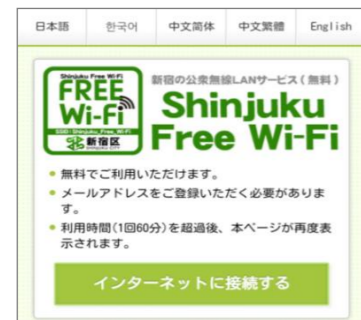 日本語 한국어 中文简体 中文繁體 English
Shinjuku Free Wi-Fi
FREE
Wi-Fi
SSID:Shinjuku_Free_Wi-Fi
新宿区
新宿の公衆無線LANサービス(無料)
Shinjuku
Free Wi-Fi
無料でご利用いただけます。
メールアドレスをご登録いただく必要がありま
す。
利用時間(1回60分)を超過後、本ページが再度表
示されます。
インターネットに接続する